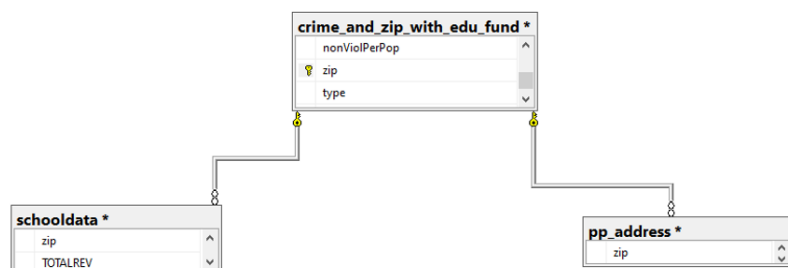 crime_and_zip_with_edu_fund *
nonViolPerPop
zip
type
schooldata *
zip
TOTALREV
pp_address *
zip